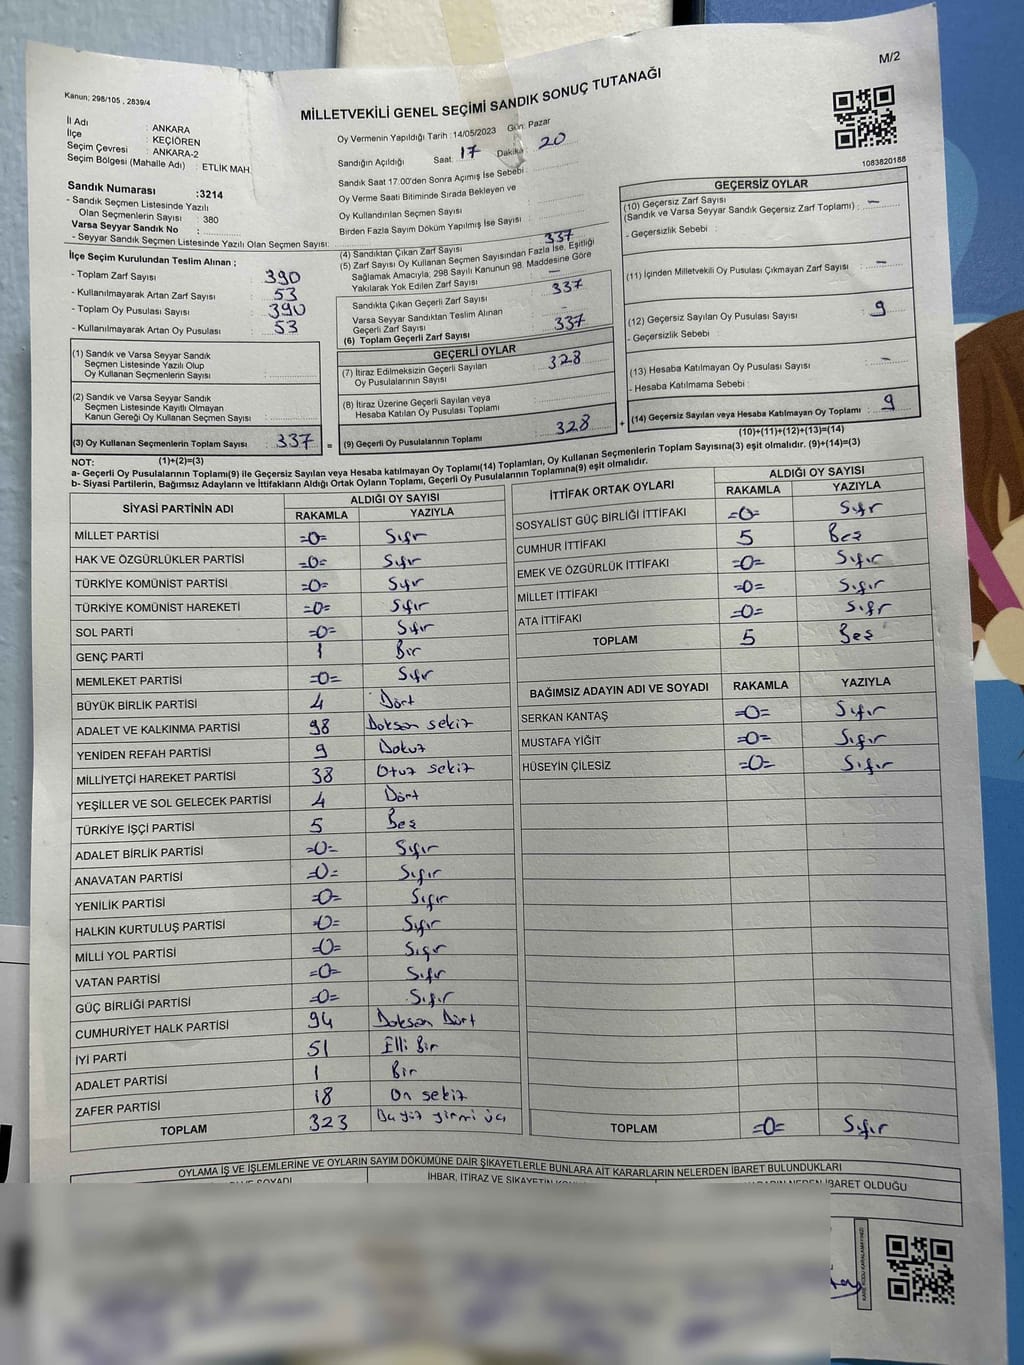 M/2
Kanun; 298/105 , 2839/4
MİLLETVEKİLİ GENEL SEÇİMİ SANDIK SONUÇ TUTANAĞI
İl Adı : ANKARA
İlçe : KEÇİÖREN
Seçim Çevresi : ANKARA-2
Seçim Bölgesi (Mahalle Adı) : ETLİK MAH.
Sandık Numarası :3214
- Sandık Seçmen Listesinde Yazılı
Olan Seçmenlerin Sayısı : 380
Varsa Seyyar Sandık No :
- Seyyar Sandık Seçmen Listesinde Yazılı Olan Seçmen Sayısı:
Oy Vermenin Yapıldığı Tarih : 14/05/2023 Gün: Pazar
Sandığın Açıldığı Saat: 17 Dakika 20
Sandık Saat 17.00'den Sonra Açımış İse Sebebi :
Oy Verme Saati Bitiminde Sırada Bekleyen ve
Oy Kullandırılan Seçmen Sayısı
Birden Fazla Sayım Döküm Yapılmış İse Sayısı :
1083820188
İlçe Seçim Kurulundan Teslim Alınan ;
- Toplam Zarf Sayısı : 390
- Kullanılmayarak Artan Zarf Sayısı : 53
- Toplam Oy Pusulası Sayısı : 390
- Kullanılmayarak Artan Oy Pusulası : 53
(1) Sandık ve Varsa Seyyar Sandık
Seçmen Listesinde Yazılı Olup
Oy Kullanan Seçmenlerin Sayısı :
(2) Sandık ve Varsa Seyyar Sandık
Seçmen Listesinde Kayıtlı Olmayan
Kanun Gereği Oy Kullanan Seçmen Sayısı :
(3) Oy Kullanan Seçmenlerin Toplam Sayısı : 337 =
(1)+(2)=(3)
(4) Sandıktan Çıkan Zarf Sayısı : 337
(5) Zarf Sayısı Oy Kullanan Seçmen Sayısından Fazla İse, Eşitliği
Sağlamak Amacıyla, 298 Sayılı Kanunun 98. Maddesine Göre
Yakılarak Yok Edilen Zarf Sayısı : –
Sandıkta Çıkan Geçerli Zarf Sayısı : 337
Varsa Seyyar Sandıktan Teslim Alınan
Geçerli Zarf Sayısı : –
(6) Toplam Geçerli Zarf Sayısı : 337
GEÇERLİ OYLAR
(7) İtiraz Edilmeksizin Geçerli Sayılan
Oy Pusulalarının Sayısı : 328
(8) İtiraz Üzerine Geçerli Sayılan veya
Hesaba Katılan Oy Pusulası Toplamı :
(9) Geçerli Oy Pusulalarının Toplamı : 328 +
GEÇERSİZ OYLAR
(10) Geçersiz Zarf Sayısı
(Sandık ve Varsa Seyyar Sandık Geçersiz Zarf Toplamı) : –
- Geçersizlik Sebebi :
(11) İçinden Milletvekili Oy Pusulası Çıkmayan Zarf Sayısı : –
(12) Geçersiz Sayılan Oy Pusulası Sayısı : 9
- Geçersizlik Sebebi :
(13) Hesaba Katılmayan Oy Pusulası Sayısı : –
- Hesaba Katılmama Sebebi :
(14) Geçersiz Sayılan veya Hesaba Katılmayan Oy Toplamı : 9
(10)+(11)+(12)+(13)=(14)
NOT:
a- Geçerli Oy Pusulalarının Toplamı(9) ile Geçersiz Sayılan veya Hesaba katılmayan Oy Toplamı(14) Toplamları, Oy Kullanan Seçmenlerin Toplam Sayısına(3) eşit olmalıdır. (9)+(14)=(3)
b- Siyasi Partilerin, Bağımsız Adayların ve İttifakların Aldığı Ortak Oyların Toplamı, Geçerli Oy Pusulalarının Toplamına(9) eşit olmalıdır.
SİYASİ PARTİNİN ADI ALDIĞI OY SAYISI
RAKAMLA YAZIYLA
MİLLET PARTİSİ =0= Sıfır
HAK VE ÖZGÜRLÜKLER PARTİSİ =0= Sıfır
TÜRKİYE KOMÜNİST PARTİSİ =0= Sıfır
TÜRKİYE KOMÜNİST HAREKETİ =0= Sıfır
SOL PARTİ =0= Sıfır
GENÇ PARTİ 1 Bir
MEMLEKET PARTİSİ =0= Sıfır
BÜYÜK BİRLİK PARTİSİ 4 Dört
ADALET VE KALKINMA PARTİSİ 98 Doksan sekiz
YENİDEN REFAH PARTİSİ 9 Dokuz
MİLLİYETÇİ HAREKET PARTİSİ 38 Otuz sekiz
YEŞİLLER VE SOL GELECEK PARTİSİ 4 Dört
TÜRKİYE İŞÇİ PARTİSİ 5 Beş
ADALET BİRLİK PARTİSİ =0= Sıfır
ANAVATAN PARTİSİ =0= Sıfır
YENİLİK PARTİSİ =0= Sıfır
HALKIN KURTULUŞ PARTİSİ =0= Sıfır
MİLLİ YOL PARTİSİ =0= Sıfır
VATAN PARTİSİ =0= Sıfır
GÜÇ BİRLİĞİ PARTİSİ =0= Sıfır
CUMHURİYET HALK PARTİSİ 94 Doksan Dört
İYİ PARTİ 51 Elli Bir
ADALET PARTİSİ 1 Bir
ZAFER PARTİSİ 18 On sekiz
TOPLAM 323 yirmi üç
İTTİFAK ORTAK OYLARI ALDIĞI OY SAYISI
RAKAMLA YAZIYLA
SOSYALİST GÜÇ BİRLİĞİ İTTİFAKI =0= Sıfır
CUMHUR İTTİFAKI 5 Beş
EMEK VE ÖZGÜRLÜK İTTİFAKI =0= Sıfır
MİLLET İTTİFAKI =0= Sıfır
ATA İTTİFAKI =0= Sıfır
TOPLAM 5 Beş
BAĞIMSIZ ADAYIN ADI VE SOYADI RAKAMLA YAZIYLA
SERKAN KANTAŞ =0= Sıfır
MUSTAFA YİĞİT =0= Sıfır
HÜSEYİN ÇİLESİZ =0= Sıfır
TOPLAM =0= Sıfır
OYLAMA İŞ VE İŞLEMLERİNE VE OYLARIN SAYIM DÖKÜMÜNE DAİR ŞİKAYETLERLE BUNLARA AİT KARARLARIN NELERDEN İBARET BULUNDUKLARI
SOYADI İHBAR, İTİRAZ VE ŞİKAYETİN NEDEN İBARET OLDUĞU
KARE KODU KARALAMAYINIZ!